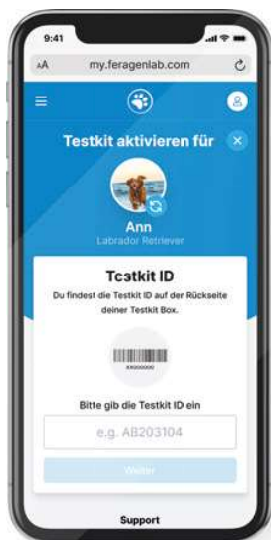 9:41
AA my.feragenlab.com
Testkit aktivieren für
Ann
Labrador Retriever
Testkit ID
Du findest die Testkit ID auf der Rückseite
deiner Testkit Box.
Bitte gib die Testkit ID ein
e.g. AB203104
Weiter
Support